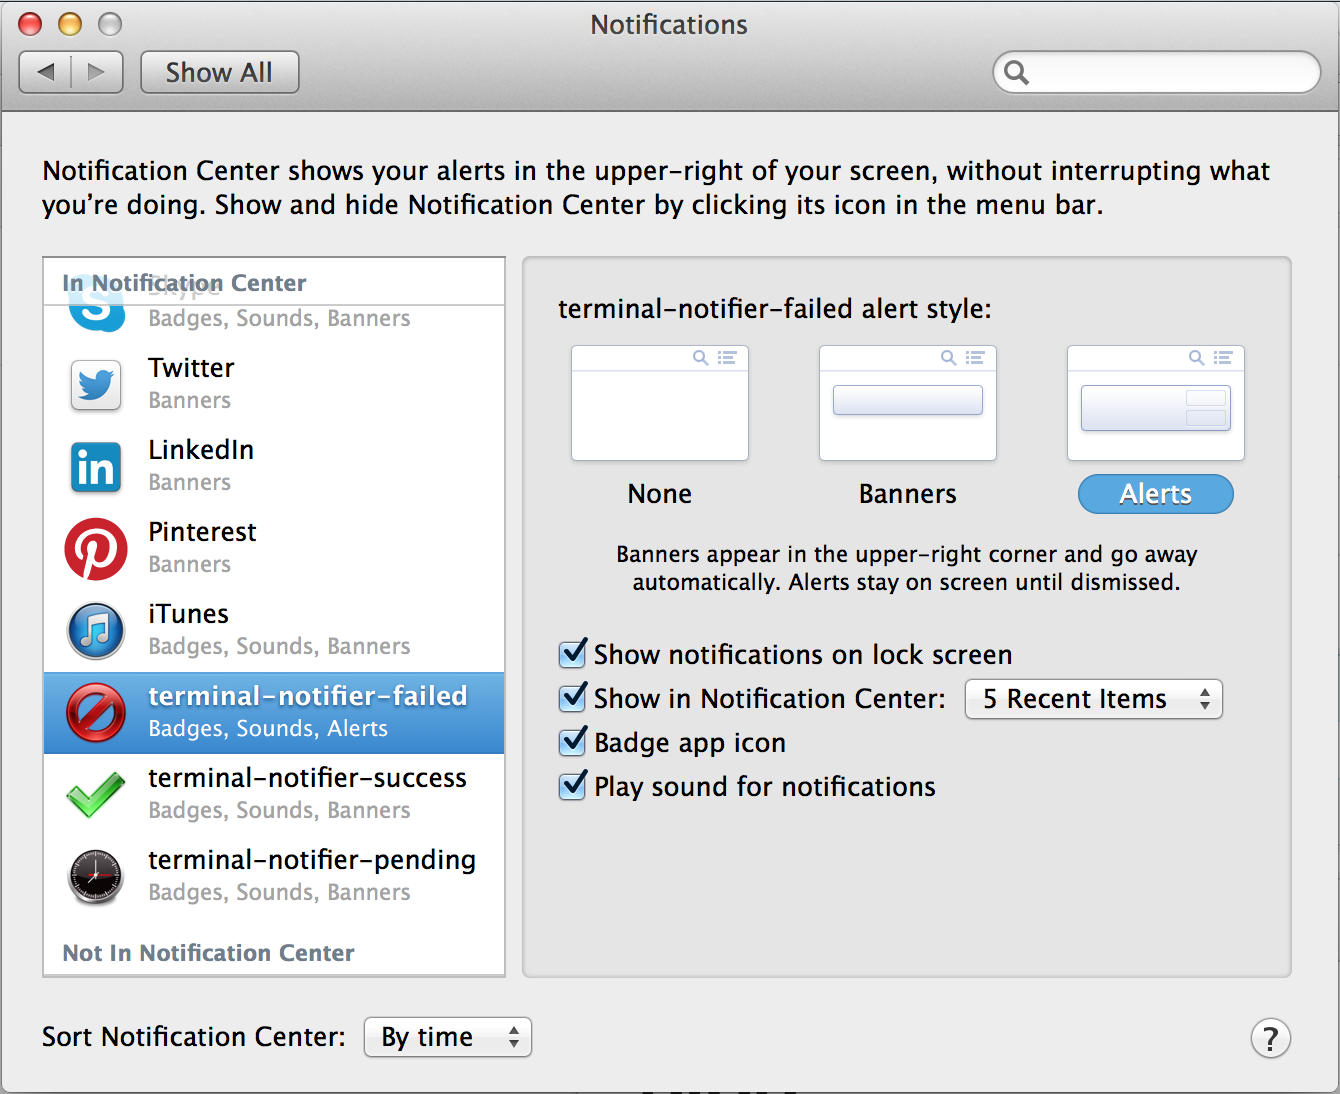 Notifications
Show All
Notification Center shows your alerts in the upper-right of your screen, without interrupting what
you're doing. Show and hide Notification Center by clicking its icon in the menu bar.
In Notification Center
Skype
Badges, Sounds, Banners
Twitter
Banners
LinkedIn
Banners
Pinterest
Banners
iTunes
Badges, Sounds, Banners
terminal-notifier-failed
Badges, Sounds, Alerts
terminal-notifier-success
Badges, Sounds, Banners
terminal-notifier-pending
Badges, Sounds, Banners
Not In Notification Center
terminal-notifier-failed alert style:
None
Banners
Alerts
Banners appear in the upper-right corner and go away
automatically. Alerts stay on screen until dismissed.
Show notifications on lock screen
Show in Notification Center: 5 Recent Items
Badge app icon
Play sound for notifications
Sort Notification Center: By time
?